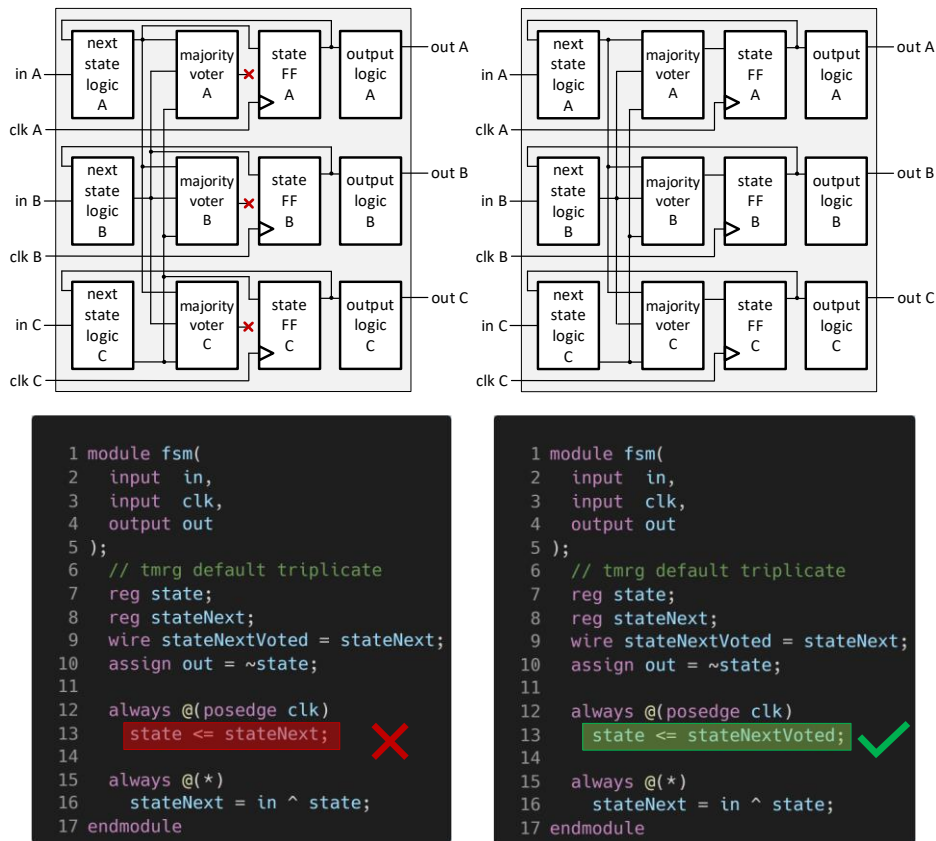 next
state
logic
A
majority
voter
A
state
FF
A
output
logic
A
in A
clk A
out A
next
state
logic
B
majority
voter
B
state
FF
B
output
logic
B
in B
clk B
out B
next
state
logic
C
majority
voter
C
state
FF
C
output
logic
C
in C
clk C
out C
next
state
logic
A
majority
voter
A
state
FF
A
output
logic
A
in A
clk A
out A
next
state
logic
B
majority
voter
B
state
FF
B
output
logic
B
in B
clk B
out B
next
state
logic
C
majority
voter
C
state
FF
C
output
logic
C
in C
clk C
out C
1 module fsm(
2   input  in,
3   input  clk,
4   output out
5 );
6   // tmrg default triplicate
7   reg state;
8   reg stateNext;
9   wire stateNextVoted = stateNext;
10   assign out = ~state;
11
12   always @(posedge clk)
13     state <= stateNext;
14
15   always @(*)
16     stateNext = in ^ state;
17 endmodule
1 module fsm(
2   input  in,
3   input  clk,
4   output out
5 );
6   // tmrg default triplicate
7   reg state;
8   reg stateNext;
9   wire stateNextVoted = stateNext;
10   assign out = ~state;
11
12   always @(posedge clk)
13     state <= stateNextVoted;
14
15   always @(*)
16     stateNext = in ^ state;
17 endmodule